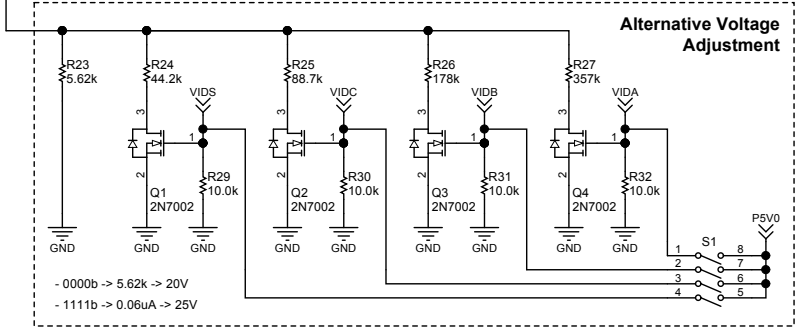 Alternative Voltage
Adjustment
R23
5.62k
R24
44.2k
R25
88.7k
R26
178k
R27
357k
VIDS
VIDC
VIDB
VIDA
3
3
3
3
1
1
1
1
2
2
2
2
R29
10.0k
R30
10.0k
R31
10.0k
R32
10.0k
Q1
2N7002
Q2
2N7002
Q3
2N7002
Q4
2N7002
P5V0
S1
GND
GND
GND
GND
GND
GND
GND
GND
GND
1 8
2 7
3 6
4 5
- 0000b -> 5.62k -> 20V
- 1111b -> 0.06uA -> 25V